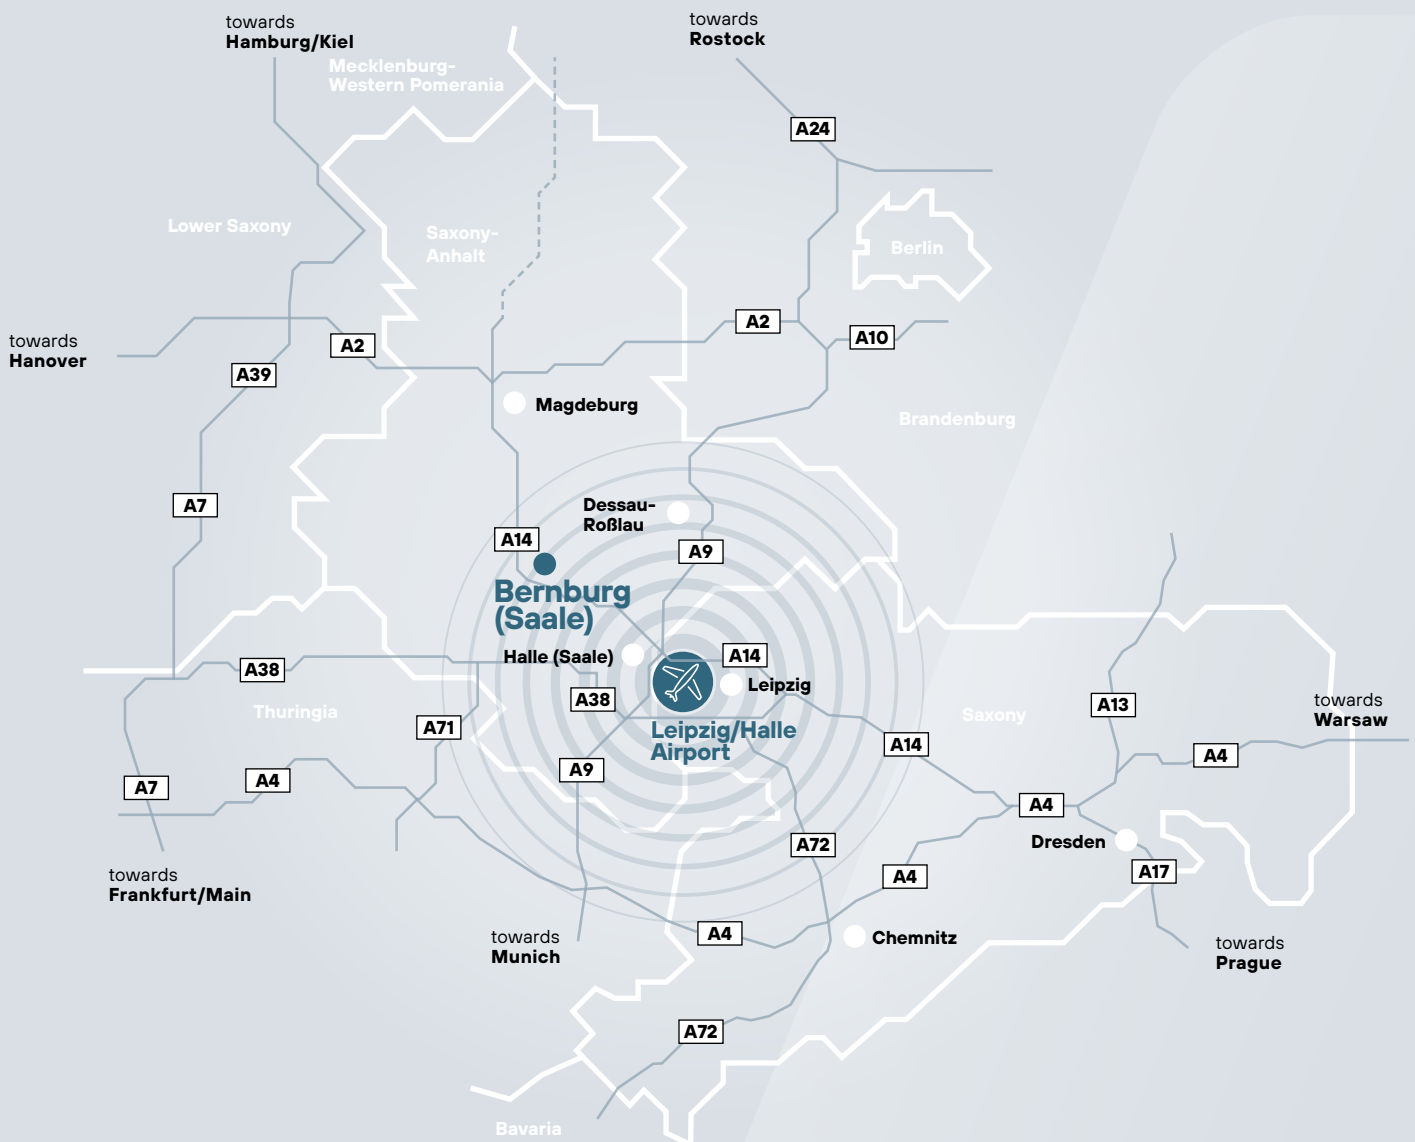 towards
Hamburg/Kiel
towards
Rostock
Mecklenburg-
Western Pomerania
A24
Lower Saxony
Saxony-
Anhalt
Berlin
A2
A10
towards
Hanover
A2
A39
Magdeburg
Brandenburg
A7
Dessau-
Roßlau
A14
A9
Bernburg
(Saale)
Halle (Saale)
A14
A38
Leipzig
A38
Thuringia
A71
Leipzig/Halle
Airport
A14
Saxony
A13
towards
Warsaw
A4
A7
A4
A9
A4
Dresden
A72
A17
A4
towards
Frankfurt/Main
towards
Munich
A4
Chemnitz
towards
Prague
A72
Bavaria